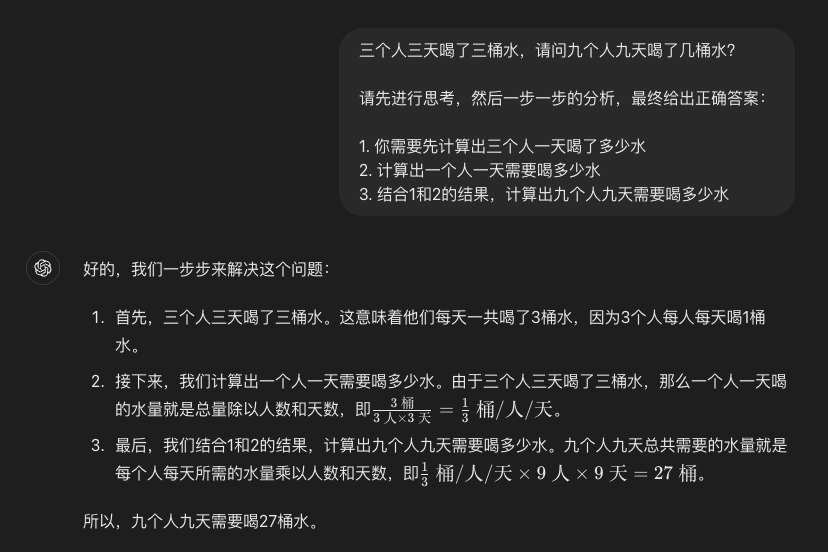 三个人三天喝了三桶水，请问九个人九天喝了几桶水?
请先进行思考，然后一步一步的分析，最终给出正确答案：
1. 你需要先计算出三个人一天喝了多少水
2. 计算出一个人一天需要喝多少水
3. 结合1和2的结果，计算出九个人九天需要喝多少水
好的，我们一步步来解决这个问题：
1. 首先，三个人三天喝了三桶水。这意味着他们每天一共喝了3桶水，因为3个人每人每天喝1桶
水。
2. 接下来，我们计算出一个人一天需要喝多少水。由于三个人三天喝了三桶水，那么一个人一天喝
的水量就是总量除以人数和天数，即 3 桶/3 人×3 天 = 1/3 桶/人/天。
3. 最后，我们结合1和2的结果，计算出九个人九天需要喝多少水。九个人九天总共需要的水量就是
每个人每天所需的水量乘以人数和天数，即 1/3 桶/人/天 × 9 人 × 9 天 = 27 桶。
所以，九个人九天需要喝27桶水。